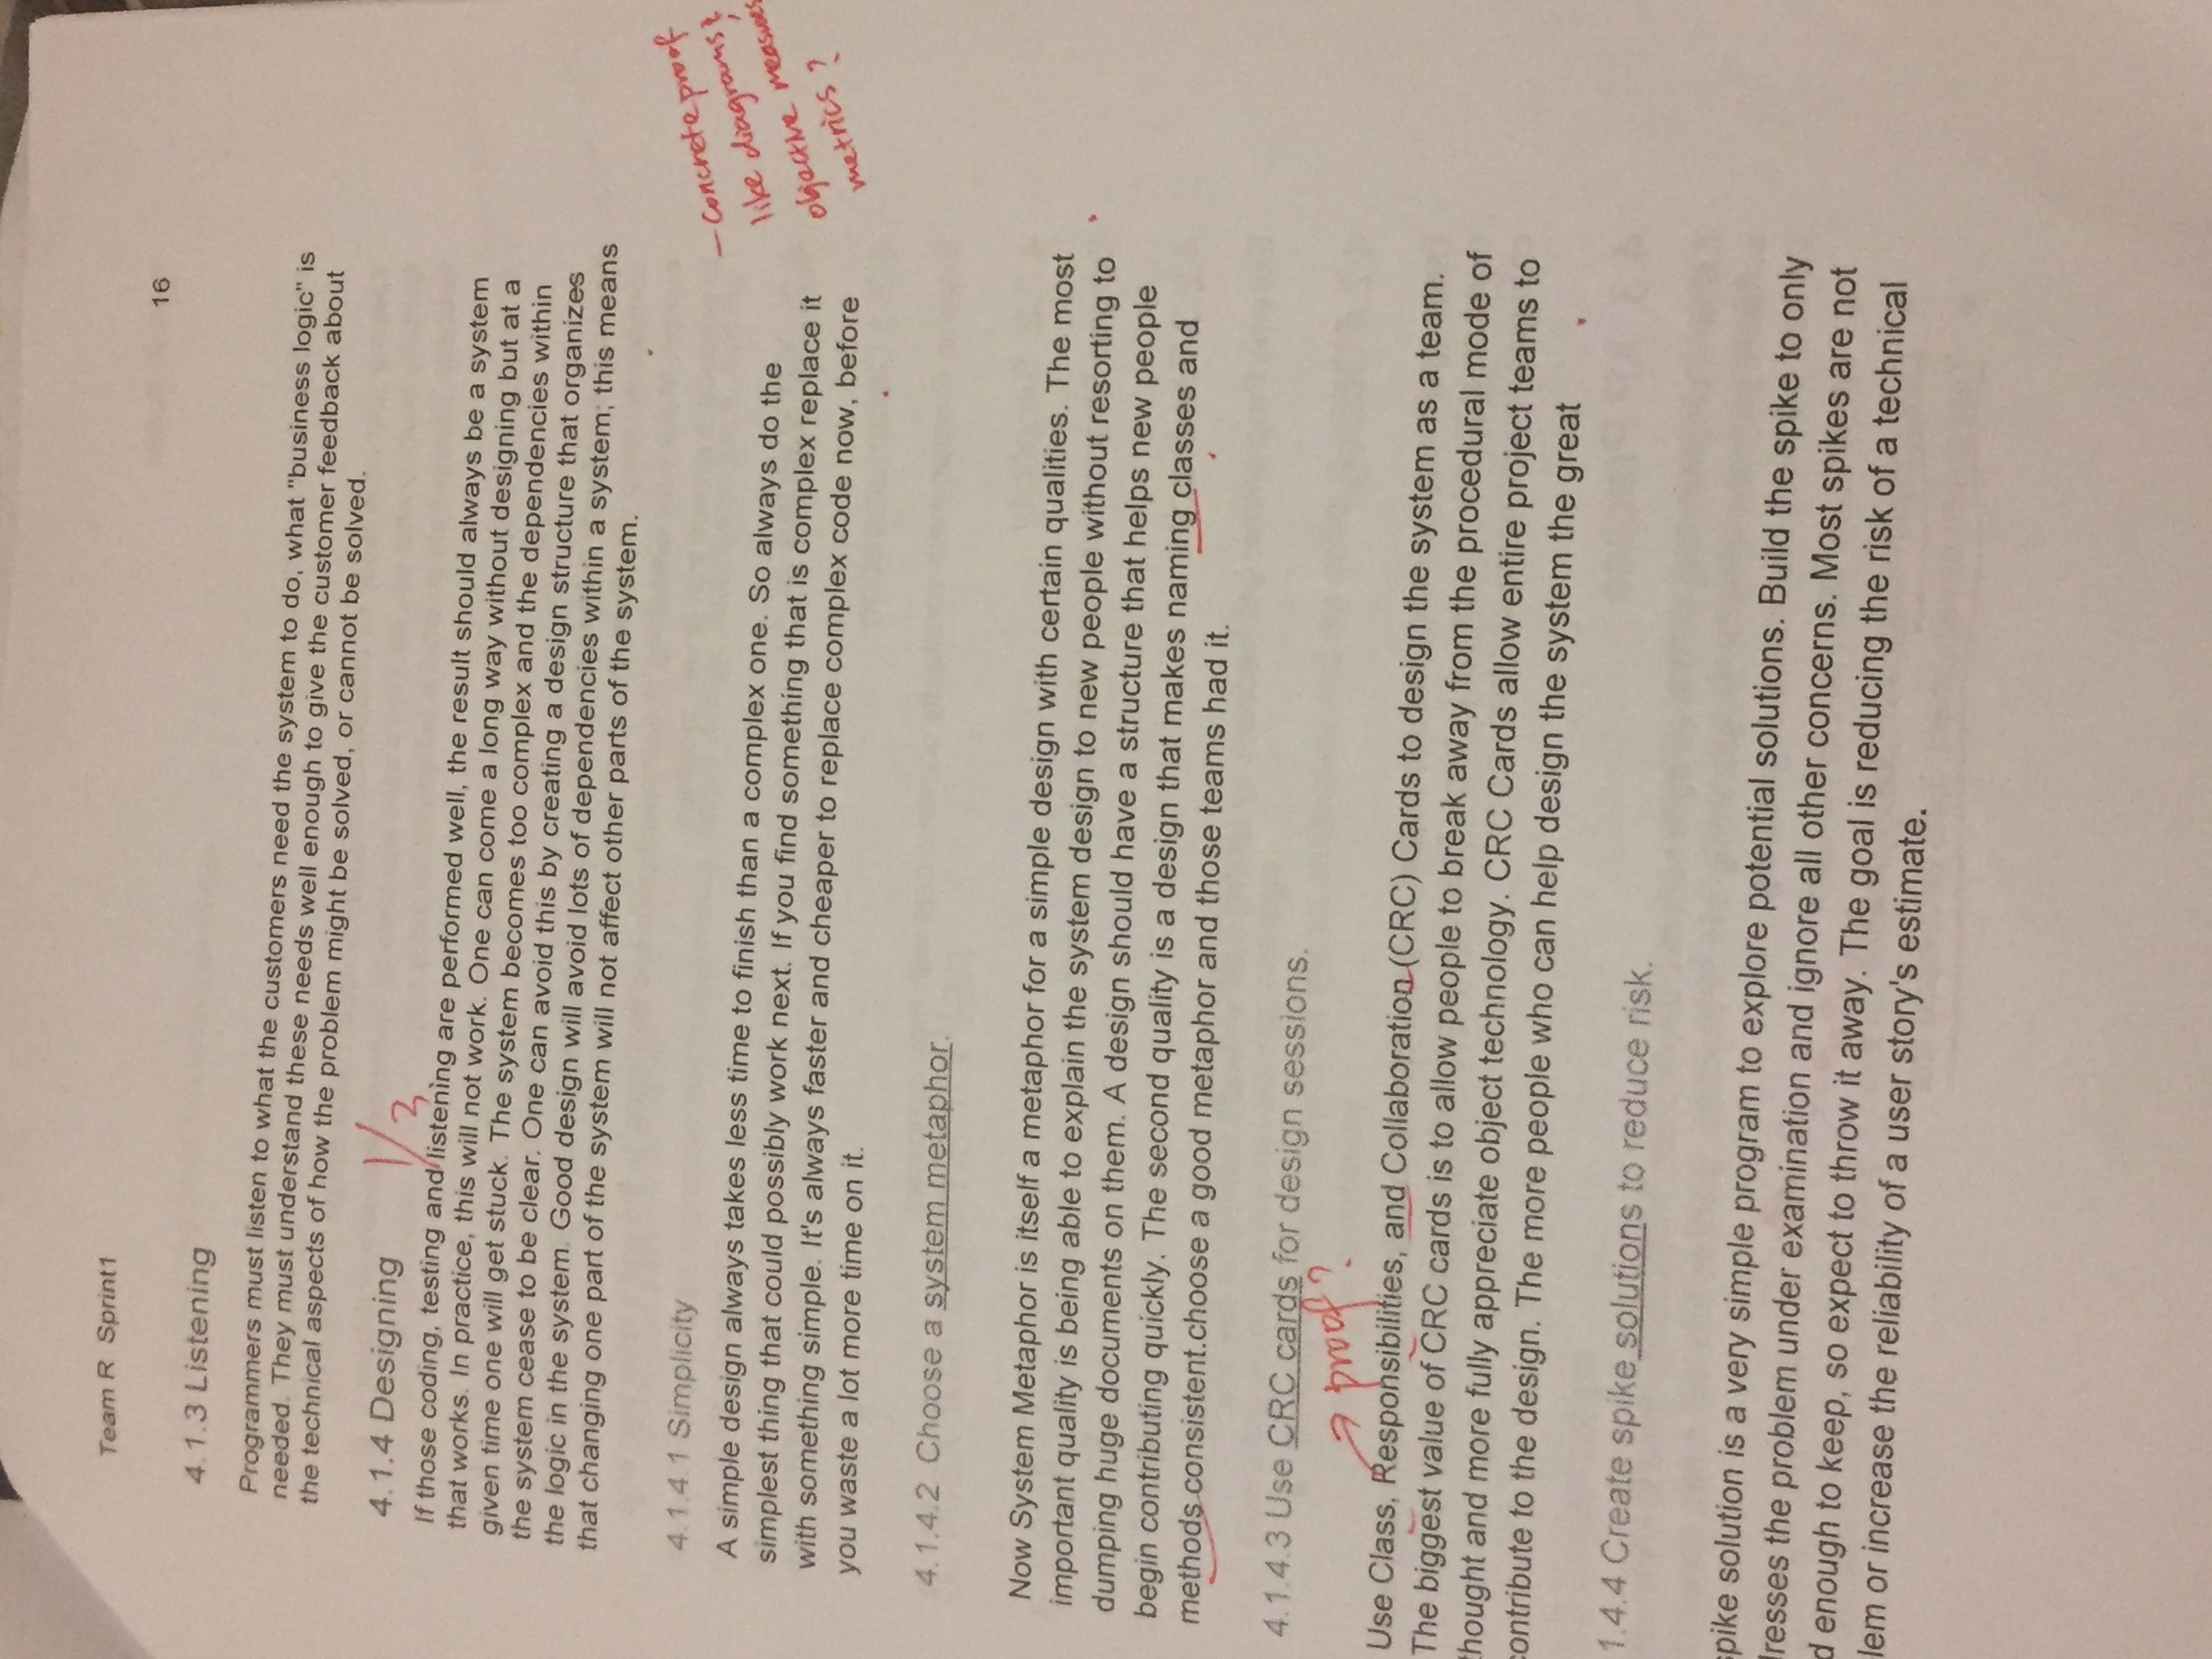 Team R Sprint1
16
4.1.3 Listening
Programmers must listen to what the customers need the system to do, what "business logic" is
needed. They must understand these needs well enough to give the customer feedback about
the technical aspects of how the problem might be solved, or cannot be solved.
4.1.4 Designing
1/3
If those coding, testing and listening are performed well, the result should always be a system
that works. In practice, this will not work. One can come a long way without designing but at a
given time one will get stuck. The system becomes too complex and the dependencies within
the system cease to be clear. One can avoid this by creating a design structure that organizes
the logic in the system. Good design will avoid lots of dependencies within a system; this means
that changing one part of the system will not affect other parts of the system.
4.1.4.1 Simplicity
A simple design always takes less time to finish than a complex one. So always do the
simplest thing that could possibly work next. If you find something that is complex replace it
with something simple. It's always faster and cheaper to replace complex code now, before
you waste a lot more time on it.
- Concrete proof
like diagrams &
objective measures
metrics ?
4.1.4.2 Choose a system metaphor.
Now System Metaphor is itself a metaphor for a simple design with certain qualities. The most
important quality is being able to explain the system design to new people without resorting to
dumping huge documents on them. A design should have a structure that helps new people
begin contributing quickly. The second quality is a design that makes naming classes and
methods consistent.choose a good metaphor and those teams had it.
4.1.4.3 Use CRC cards for design sessions.
→ proof?
Use Class, Responsibilities, and Collaboration (CRC) Cards to design the system as a team.
The biggest value of CRC cards is to allow people to break away from the procedural mode of
thought and more fully appreciate object technology. CRC Cards allow entire project teams to
contribute to the design. The more people who can help design the system the great
1.4.4 Create spike solutions to reduce risk.
spike solution is a very simple program to explore potential solutions. Build the spike to only
dresses the problem under examination and ignore all other concerns. Most spikes are not
d enough to keep, so expect to throw it away. The goal is reducing the risk of a technical
lem or increase the reliability of a user story's estimate.